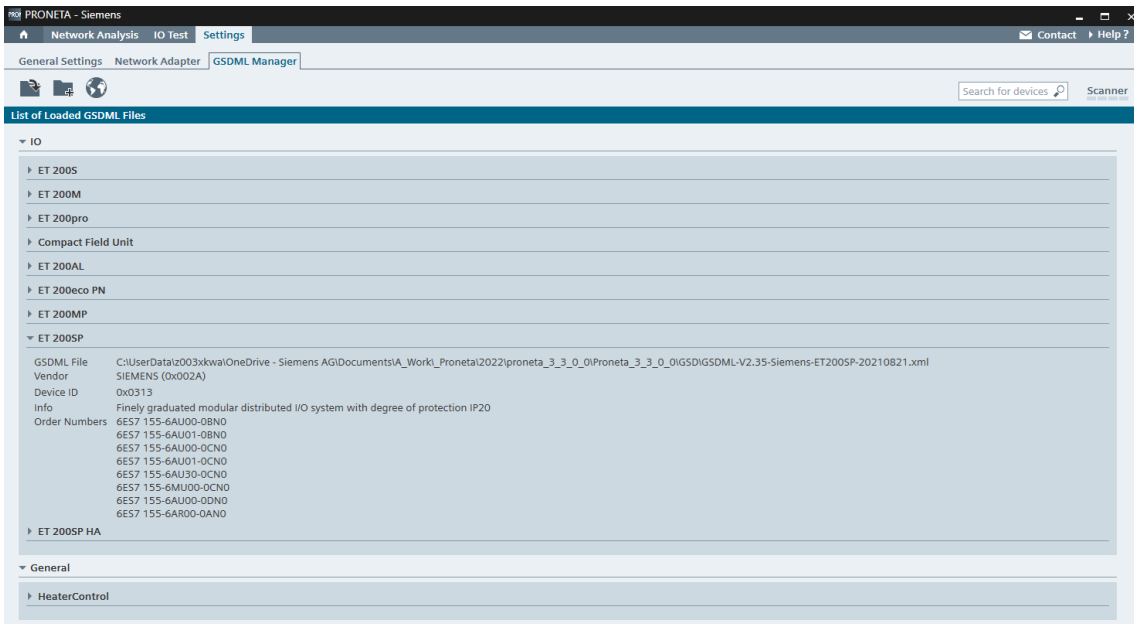 PRONETA - Siemens
Network Analysis IO Test Settings Contact Help ?
General Settings Network Adapter GSDML Manager
Search for devices Scanner
List of Loaded GSDML Files
IO
ET 200S
ET 200M
ET 200pro
Compact Field Unit
ET 200AL
ET 200eco PN
ET 200MP
ET 200SP
GSDML File C:\UserData\z003xkwa\OneDrive - Siemens AG\Documents\A_Work\_Proneta\2022\proneta_3_3_0_0\Proneta_3_3_0_0\GSD\GSDML-V2.35-Siemens-ET200SP-20210821.xml
Vendor SIEMENS (0x002A)
Device ID 0x0313
Info Finely graduated modular distributed I/O system with degree of protection IP20
Order Numbers 6ES7 155-6AU00-0BN0
6ES7 155-6AU01-0BN0
6ES7 155-6AU00-0CN0
6ES7 155-6AU01-0CN0
6ES7 155-6AU30-0CN0
6ES7 155-6MU00-0CN0
6ES7 155-6AU00-0DN0
6ES7 155-6AR00-0AN0
ET 200SP HA
General
HeaterControl